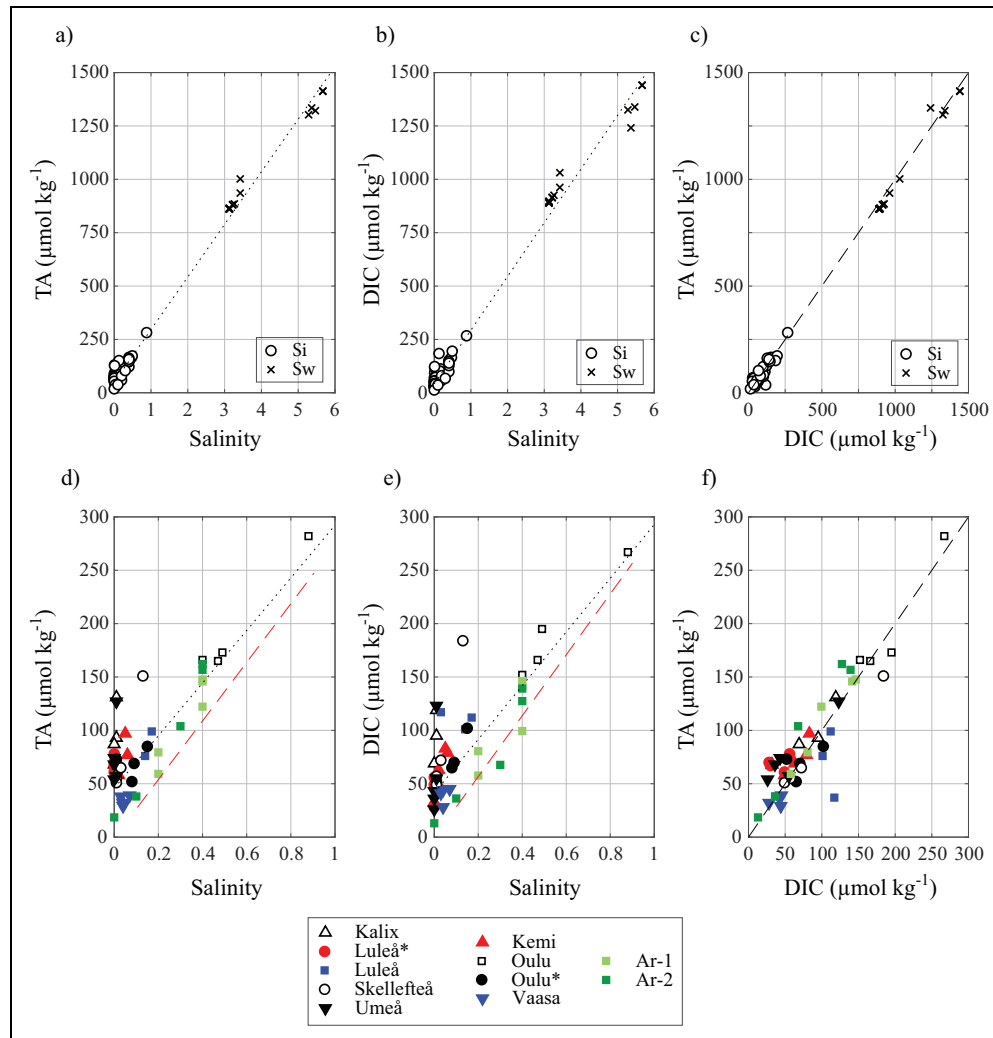 a)
b)
c)
1500
1250
1000
750
500
250
0
TA (µmol kg⁻¹)
0 1 2 3 4 5 6
Salinity
Si
Sw
1500
1250
1000
750
500
250
0
DIC (µmol kg⁻¹)
0 1 2 3 4 5 6
Salinity
Si
Sw
1500
1250
1000
750
500
250
0
TA (µmol kg⁻¹)
0 500 1000 1500
DIC (µmol kg⁻¹)
Si
Sw
d)
e)
f)
300
250
200
150
100
50
0
TA (µmol kg⁻¹)
0 0.2 0.4 0.6 0.8 1
Salinity
300
250
200
150
100
50
0
DIC (µmol kg⁻¹)
0 0.2 0.4 0.6 0.8 1
Salinity
300
250
200
150
100
50
0
TA (µmol kg⁻¹)
0 50 100 150 200 250 300
DIC (µmol kg⁻¹)
Kalix
Luleå*
Luleå
Skellefteå
Umeå
Kemi
Oulu
Oulu*
Vaasa
Ar-1
Ar-2